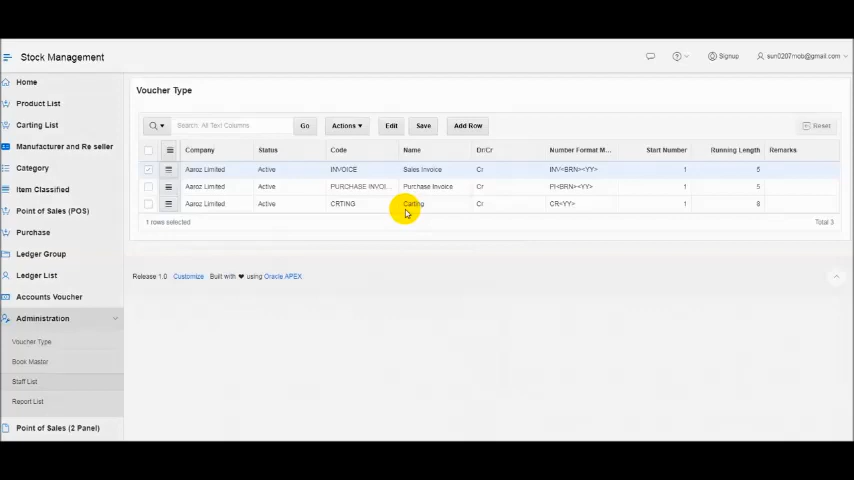 Stock Management
Signup
sun0207mob@gmail.com
Home
Product List
Carting List
Manufacturer and Re seller
Category
Item Classified
Point of Sales (POS)
Purchase
Ledger Group
Ledger List
Accounts Voucher
Administration
Voucher Type
Book Master
Staff List
Report List
Point of Sales (2 Panel)
Voucher Type
Search: All Text Columns Go Actions Edit Save Add Row Reset
Company Status Code Name Dr/Cr Number Format M... Start Number Running Length Remarks
Aaroz Limited Active INVOICE Sales Invoice Cr INV<BRN><YY> 1 5
Aaroz Limited Active PURCHASE INVOI... Purchase Invoice Cr PI<BRN><YY> 1 5
Aaroz Limited Active CRTING Carting Cr CR<YY> 1 8
1 rows selected Total 3
Release 1.0 Customize Built with ❤ using Oracle APEX